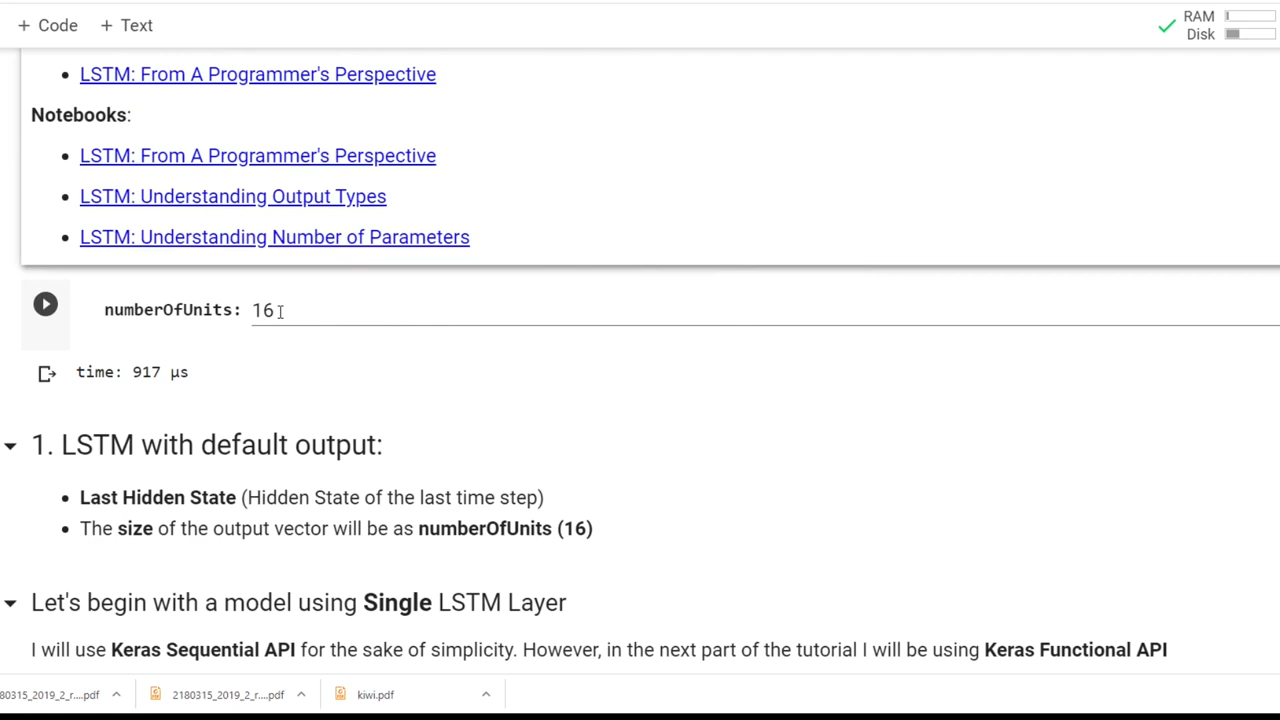 + Code + Text
RAM
Disk
LSTM: From A Programmer's Perspective
Notebooks:
LSTM: From A Programmer's Perspective
LSTM: Understanding Output Types
LSTM: Understanding Number of Parameters
numberOfUnits: 16
time: 917 µs
1. LSTM with default output:
Last Hidden State (Hidden State of the last time step)
The size of the output vector will be as numberOfUnits (16)
Let's begin with a model using Single LSTM Layer
I will use Keras Sequential API for the sake of simplicity. However, in the next part of the tutorial I will be using Keras Functional API
80315_2019_2_r....pdf 2180315_2019_2_r....pdf kiwi.pdf